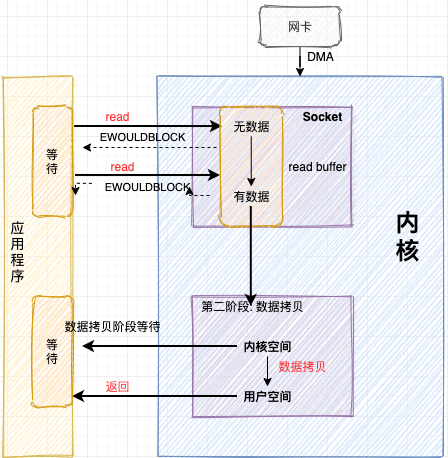 网卡
DMA
read
Socket
无数据
EWOULDBLOCK
等待
read
read buffer
EWOULDBLOCK
有数据
应用程序
内核
第二阶段: 数据拷贝
数据拷贝阶段等待
等待
内核空间
数据拷贝
返回
用户空间